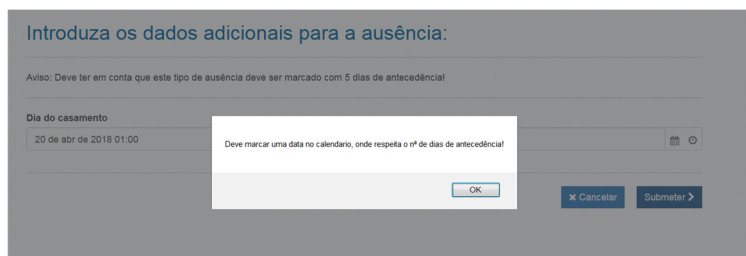 Introduza os dados adicionais para a ausência:
Aviso: Deve ter em conta que este tipo de ausência deve ser marcado com 5 dias de antecedência!
Dia do casamento
20 de abr de 2018 01:00
Deve marcar uma data no calendario, onde respeita o nª de dias de antecedência!
OK
Cancelar
Submeter